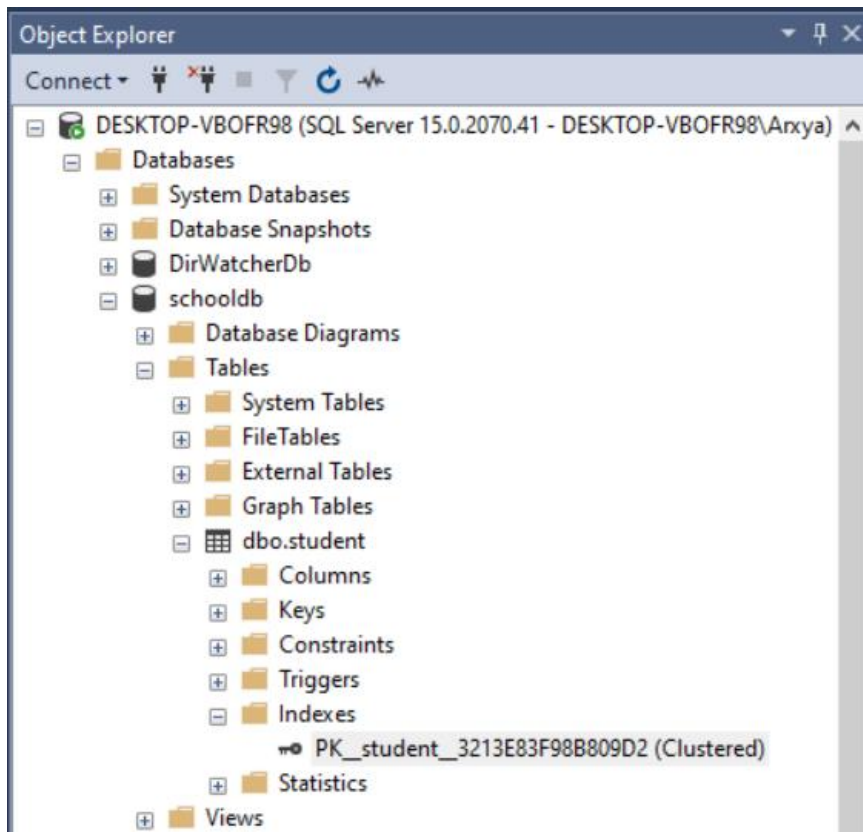 Object Explorer
Connect
DESKTOP-VBOFR98 (SQL Server 15.0.2070.41 - DESKTOP-VBOFR98\Arxya)
Databases
System Databases
Database Snapshots
DirWatcherDb
schooldb
Database Diagrams
Tables
System Tables
FileTables
External Tables
Graph Tables
dbo.student
Columns
Keys
Constraints
Triggers
Indexes
PK__student__3213E83F98B809D2 (Clustered)
Statistics
Views